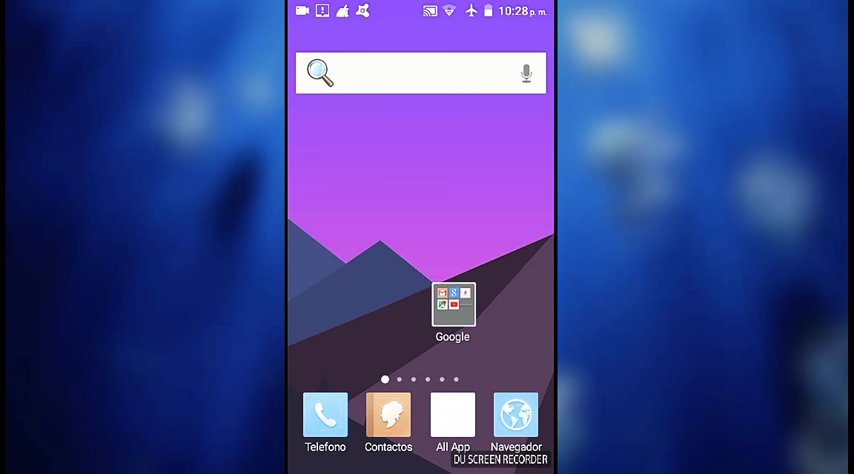 10:28 p. m.
Google
Telefono
Contactos
All App
Navegador
DU SCREEN RECORDER